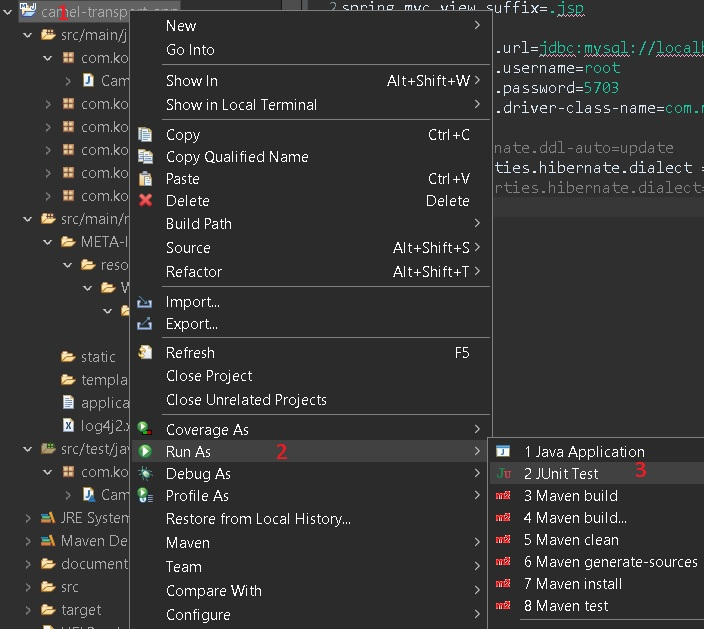 camel-transport-app 1
src/main/j
com.ko
Cam
com.ko
com.ko
com.ko
com.ko
com.ko
src/main/r
META-I
reso
W
static
templa
applica
log4j2.x
src/test/jav
com.ko
Cam
JRE System
Maven De
document
src
target
New
Go Into
Show In Alt+Shift+W
Show in Local Terminal
Copy Ctrl+C
Copy Qualified Name
Paste Ctrl+V
Delete Delete
Build Path
Source Alt+Shift+S
Refactor Alt+Shift+T
Import...
Export...
Refresh F5
Close Project
Close Unrelated Projects
Coverage As
Run As 2
Debug As
Profile As
Restore from Local History...
Maven
Team
Compare With
Configure
1 Java Application
2 JUnit Test 3
3 Maven build
4 Maven build...
5 Maven clean
6 Maven generate-sources
7 Maven install
8 Maven test
2 spring.mvc.view.suffix=.jsp
.url=jdbc:mysql://localh
.username=root
.password=5703
.driver-class-name=com.m
nate.ddl-auto=update
ties.hibernate.dialect =
rties.hibernate.dialect=